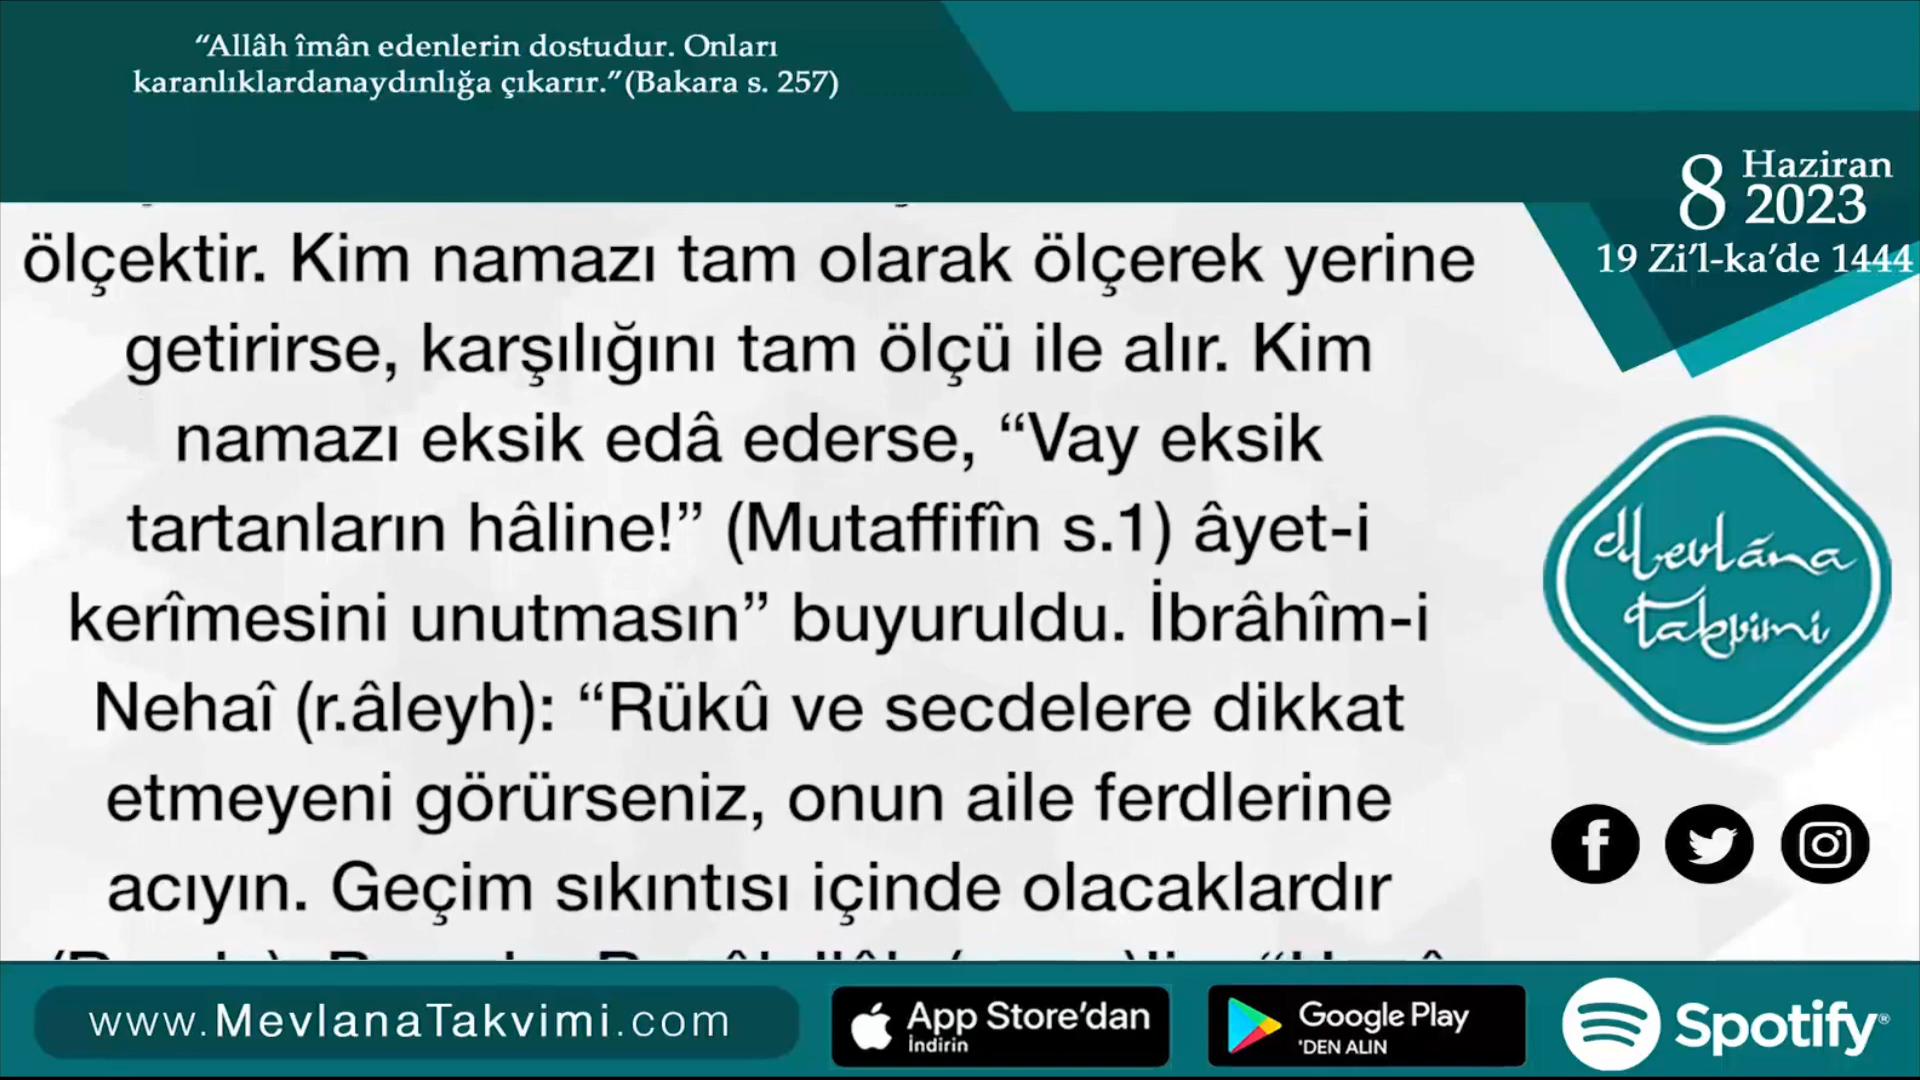 “Allâh îmân edenlerin dostudur. Onları
karanlıklardanaydınlığa çıkarır.”(Bakara s. 257)
8 Haziran
2023
19 Zi’l-ka’de 1444
ölçektir. Kim namazı tam olarak ölçerek yerine
getirirse, karşılığını tam ölçü ile alır. Kim
namazı eksik edâ ederse, “Vay eksik
tartanların hâline!” (Mutaffifîn s.1) âyet-i
kerîmesini unutmasın” buyuruldu. İbrâhîm-i
Nehaî (r.âleyh): “Rükû ve secdelere dikkat
etmeyeni görürseniz, onun aile ferdlerine
acıyın. Geçim sıkıntısı içinde olacaklardır
Mevlâna
Takvimi
www.MevlanaTakvimi.com
App Store’dan
İndirin
Google Play
'DEN ALIN
Spotify®